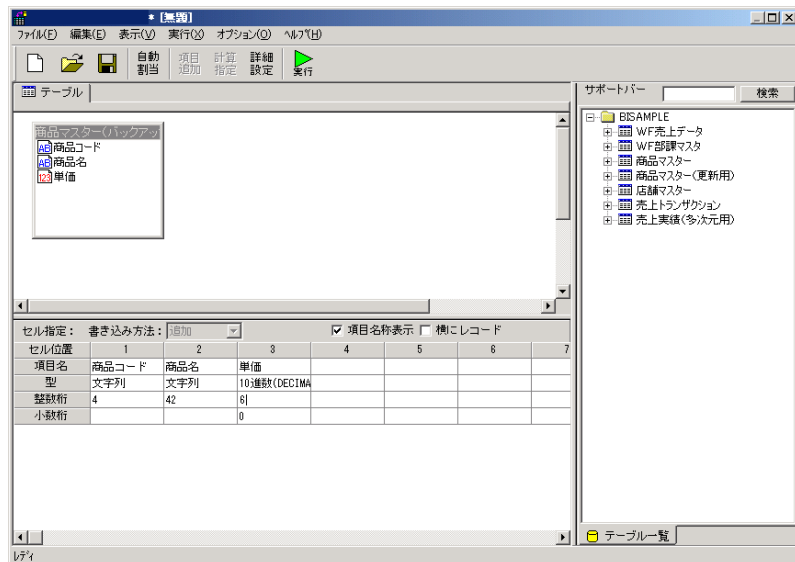 * [無題]
ファイル(F) 編集(E) 表示(V) 実行(X) オプション(O) ヘルプ(H)
自動割当 項目追加 計算指定 詳細設定 実行
テーブル
商品マスター(バックアッ
商品コード
商品名
単価
サポートバー 検索
BISAMPLE
WF売上データ
WF部課マスタ
商品マスター
商品マスター(更新用)
店舗マスター
売上トランザクション
売上実績(多次元用)
セル指定: 書き込み方法: 追加 項目名称表示 横にレコード
セル位置 1 2 3 4 5 6 7
項目名 商品コード 商品名 単価
型 文字列 文字列 10進数(DECIMA
整数桁 4 42 6
小数桁 0
テーブル一覧
レディ